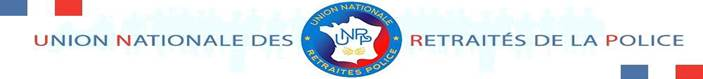 UNION NATIONALE DES RETRAITÉS DE LA POLICE
UNION NATIONALE
UNRP
RETRAITES POLICE